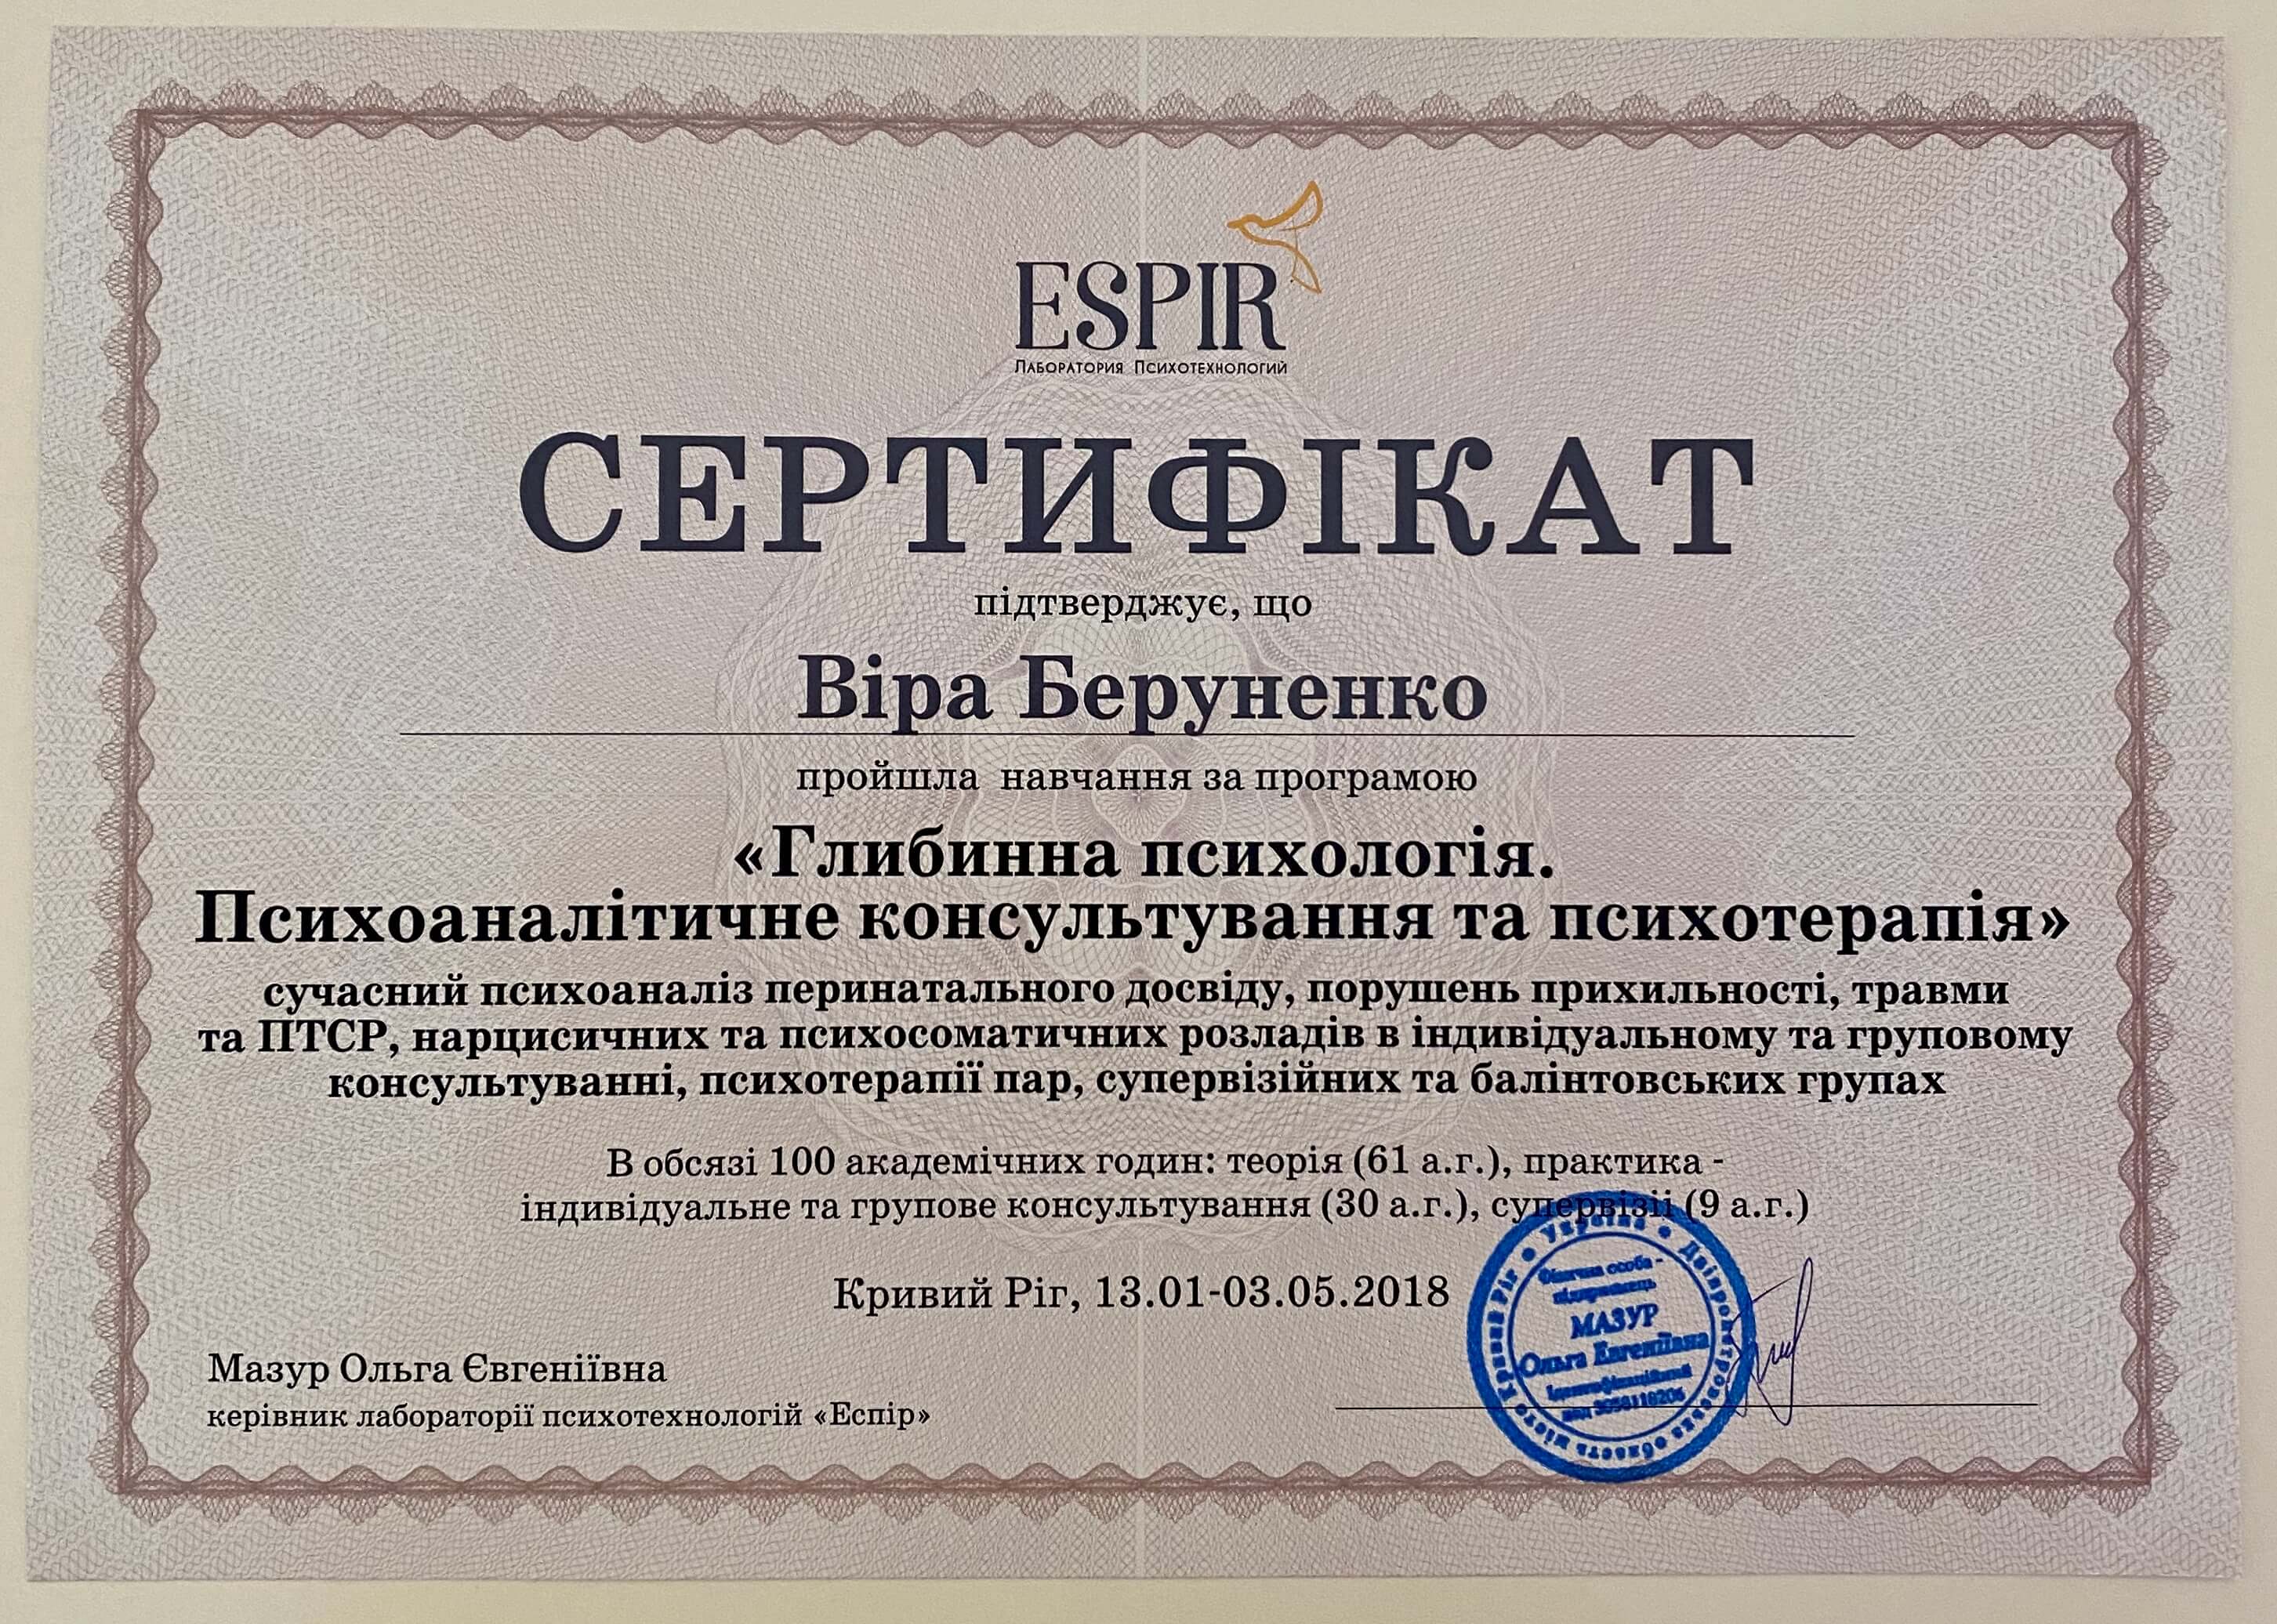 ESPIR
Лаборатория Психотехнологий
СЕРТИФІКАТ
підтверджує, що
Віра Беруненко
пройшла навчання за програмою
«Глибинна психологія.
Психоаналітичне консультування та психотерапія»
сучасний психоаналіз перинатального досвіду, порушень прихильності, травми
та ПТСР, нарцисичних та психосоматичних розладів в індивідуальному та груповому
консультуванні, психотерапії пар, супервізійних та балінтовських групах
В обсязі 100 академічних годин: теорія (61 а.г.), практика -
індивідуальне та групове консультування (30 а.г.), супервізії (9 а.г.)
Кривий Ріг, 13.01-03.05.2018
Україна • Дніпропетровська область місто Кривий Ріг •
Фізична особа -
підприємець
МАЗУР
Ольга Евгеніївна
Ідентифікаційний
код
Мазур Ольга Євгеніївна
керівник лабораторії психотехнологій «Еспір»